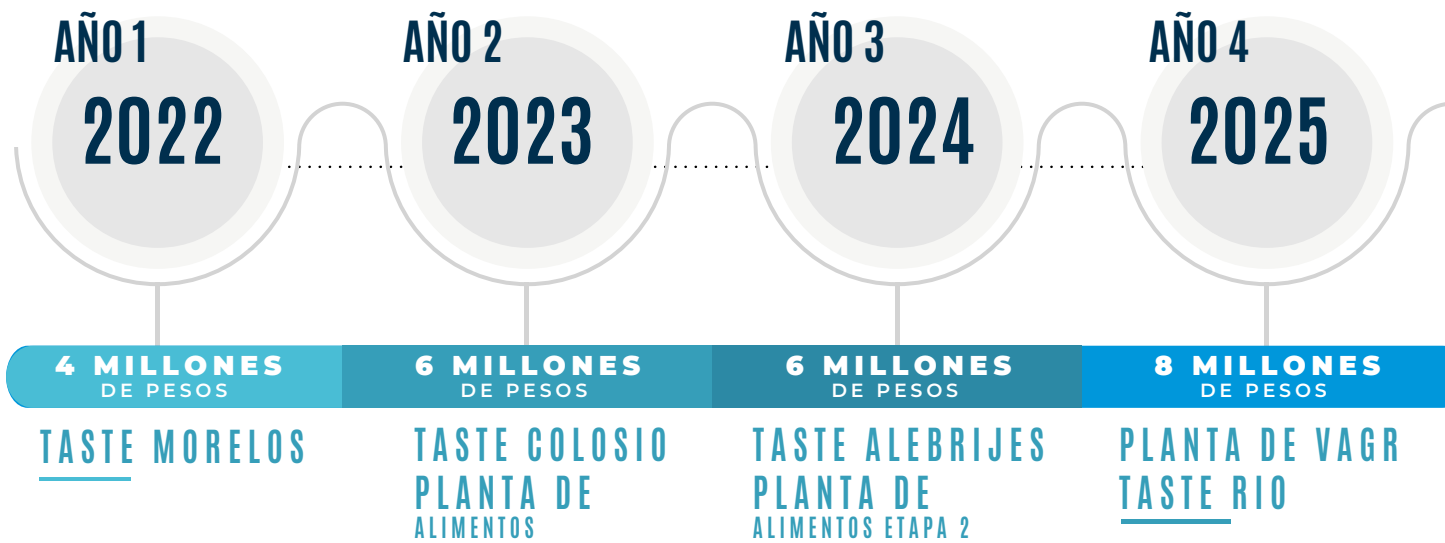 AÑO 1
2022
AÑO 2
2023
AÑO 3
2024
AÑO 4
2025
4 MILLONES
DE PESOS
6 MILLONES
DE PESOS
6 MILLONES
DE PESOS
8 MILLONES
DE PESOS
TASTE MORELOS
TASTE COLOSIO
PLANTA DE
ALIMENTOS
TASTE ALEBRIJES
PLANTA DE
ALIMENTOS ETAPA 2
PLANTA DE VAGR
TASTE RIO